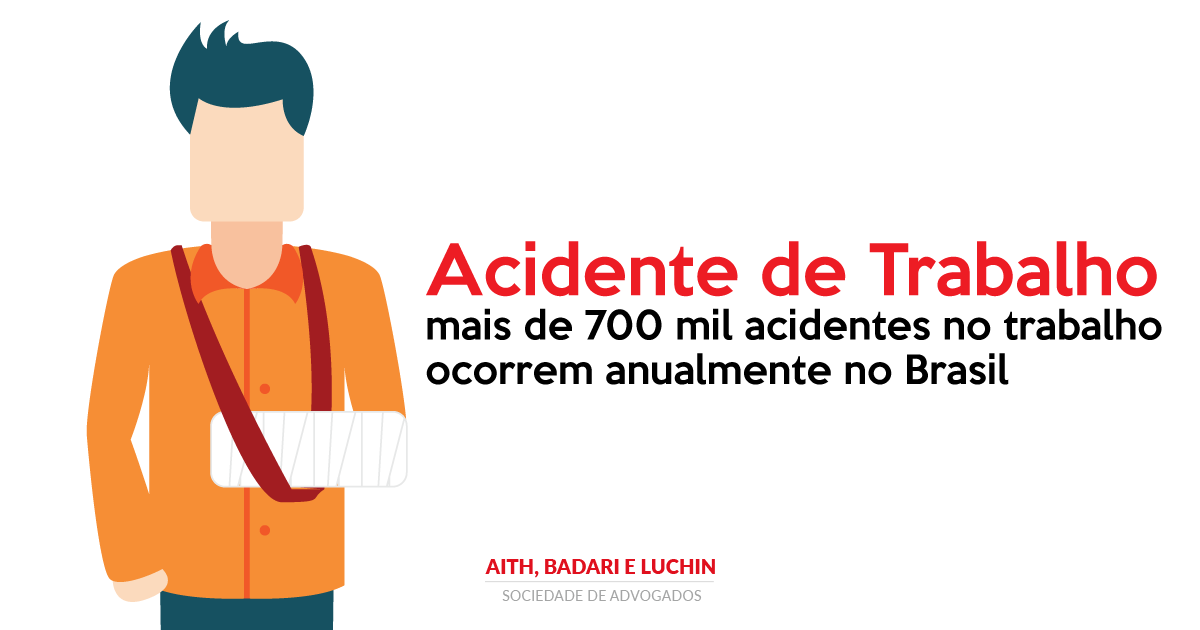 Acidente de Trabalho
mais de 700 mil acidentes no trabalho
ocorrem anualmente no Brasil
AITH, BADARI E LUCHIN
SOCIEDADE DE ADVOGADOS